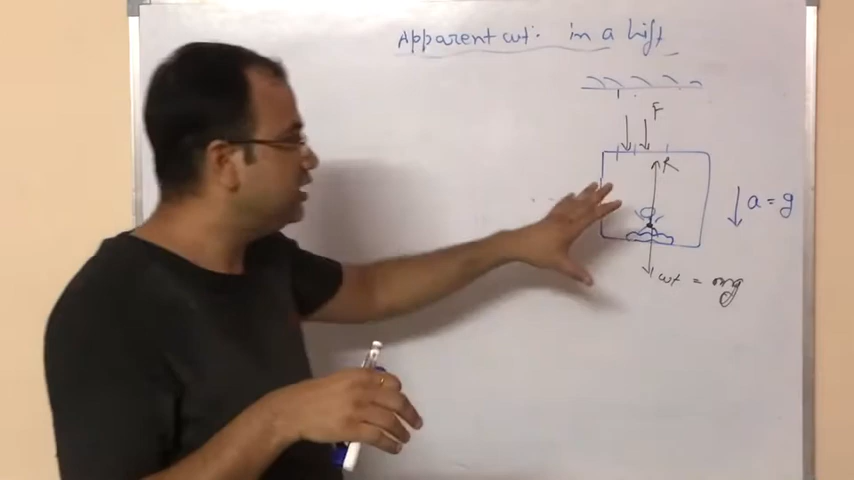 Apparent wt. in a Lift
F
R
a = g
wt = mg